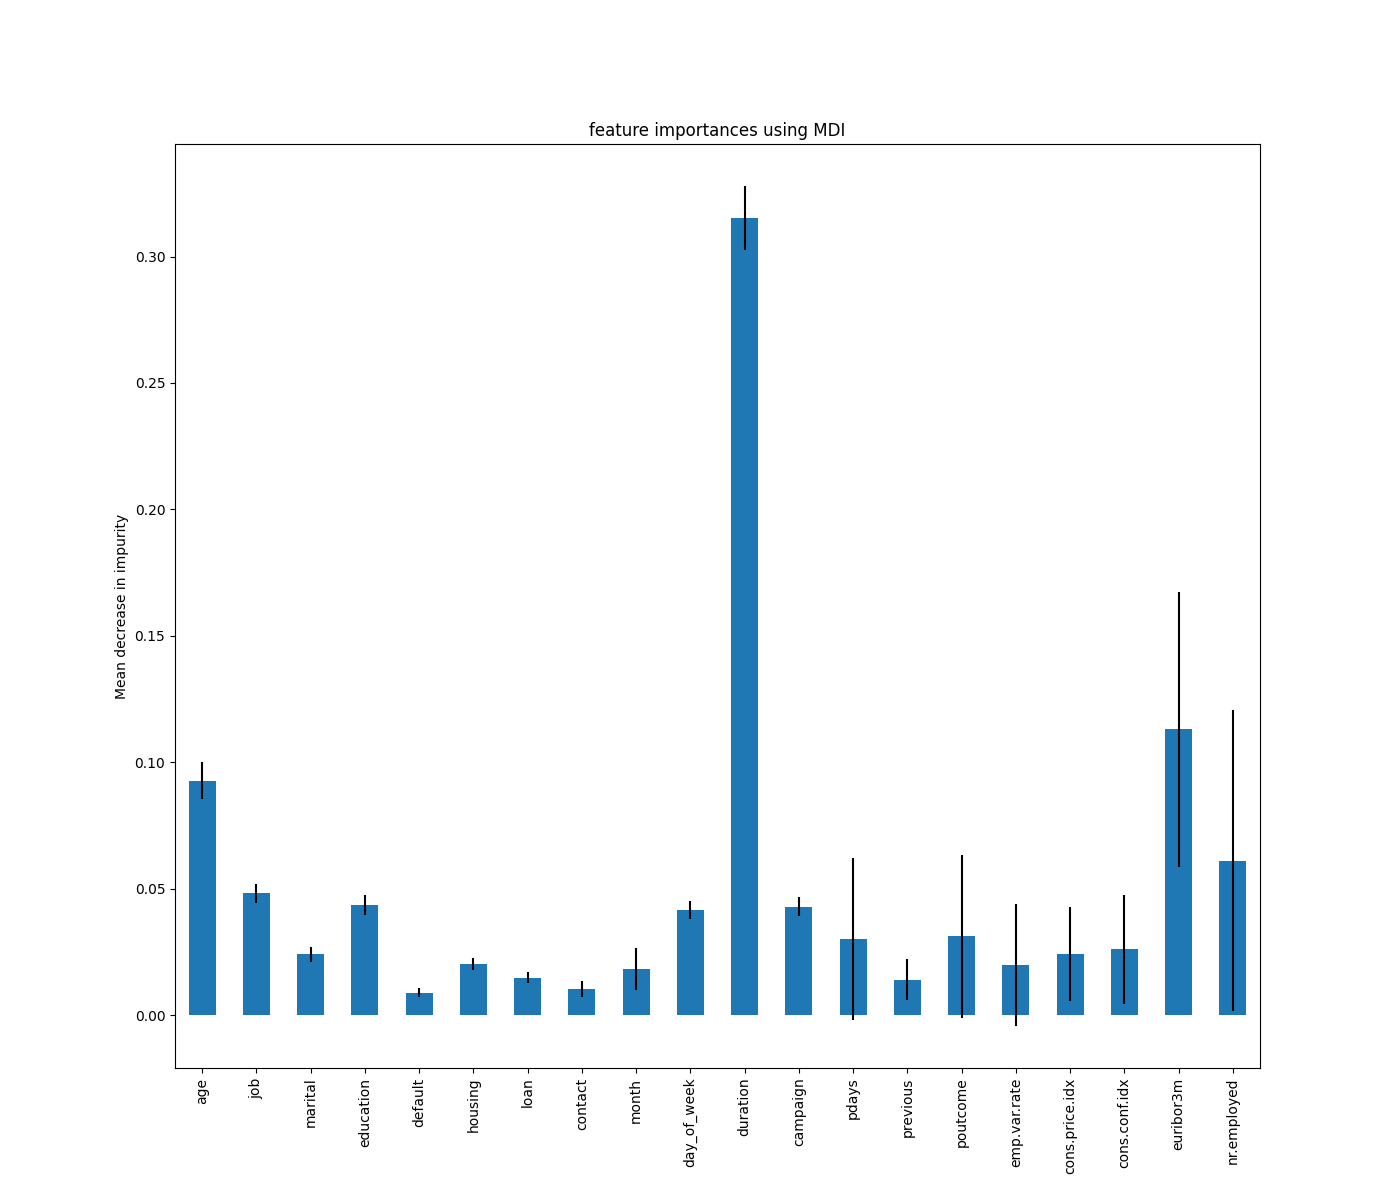 feature importances using MDI
Mean decrease in impurity
0.30
0.25
0.20
0.15
0.10
0.05
0.00
age
job
marital
education
default
housing
loan
contact
month
day_of_week
duration
campaign
pdays
previous
poutcome
emp.var.rate
cons.price.idx
cons.conf.idx
euribor3m
nr.employed